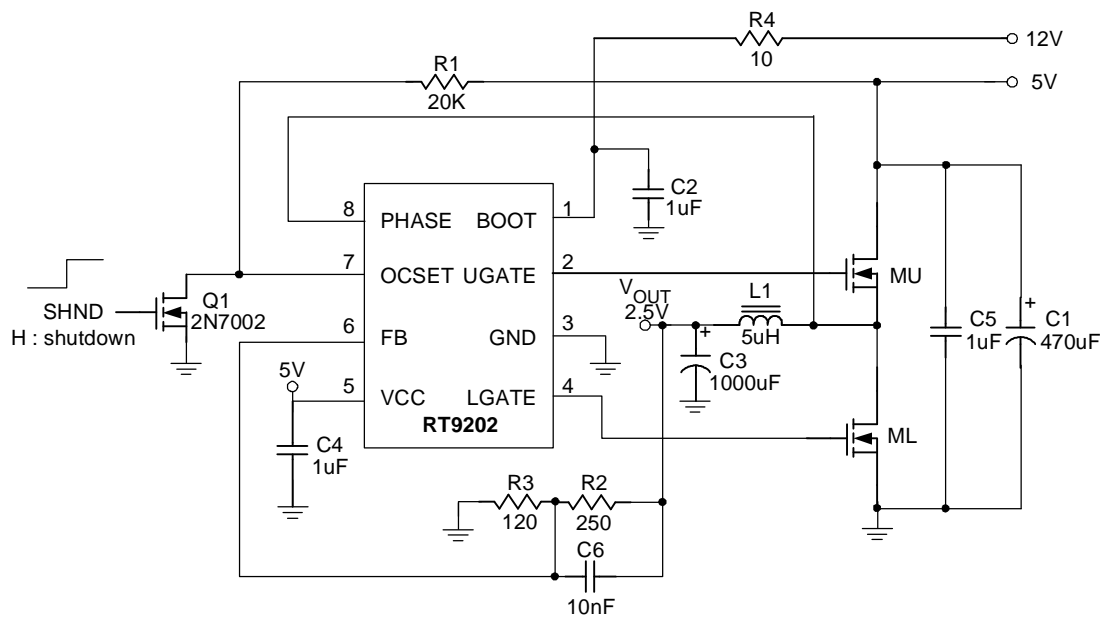 R4
10
12V
R1
20K
5V
C2
1uF
8
PHASE
BOOT
1
7
OCSET
UGATE
2
MU
SHND
H : shutdown
Q1
2N7002
6
FB
GND
3
VOUT
2.5V
L1
5uH
C3
1000uF
C5
1uF
C1
470uF
+
+
5V
5
VCC
LGATE
4
RT9202
ML
C4
1uF
R3
120
R2
250
C6
10nF